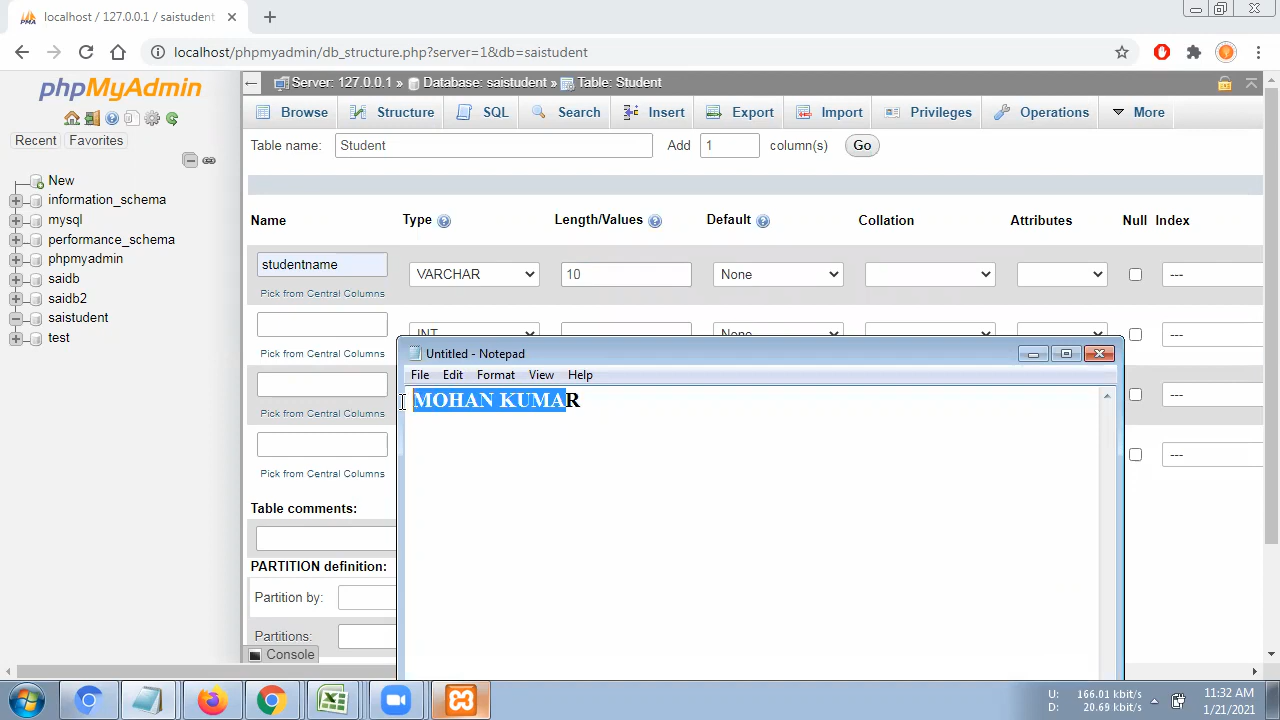 localhost / 127.0.0.1 / saistudent
localhost/phpmyadmin/db_structure.php?server=1&db=saistudent
phpMyAdmin
Recent Favorites
New
information_schema
mysql
performance_schema
phpmyadmin
saidb
saidb2
saistudent
test
Server: 127.0.0.1 » Database: saistudent » Table: Student
Browse Structure SQL Search Insert Export Import Privileges Operations More
Table name: Student Add 1 column(s) Go
Name Type Length/Values Default Collation Attributes Null Index
studentname VARCHAR 10 None ---
Pick from Central Columns
INT None ---
Pick from Central Columns
---
Pick from Central Columns
---
Pick from Central Columns
Table comments:
PARTITION definition:
Partition by:
Partitions:
Console
Untitled - Notepad
File Edit Format View Help
MOHAN KUMAR
U: 166.01 kbit/s
D: 20.69 kbit/s
11:32 AM
1/21/2021